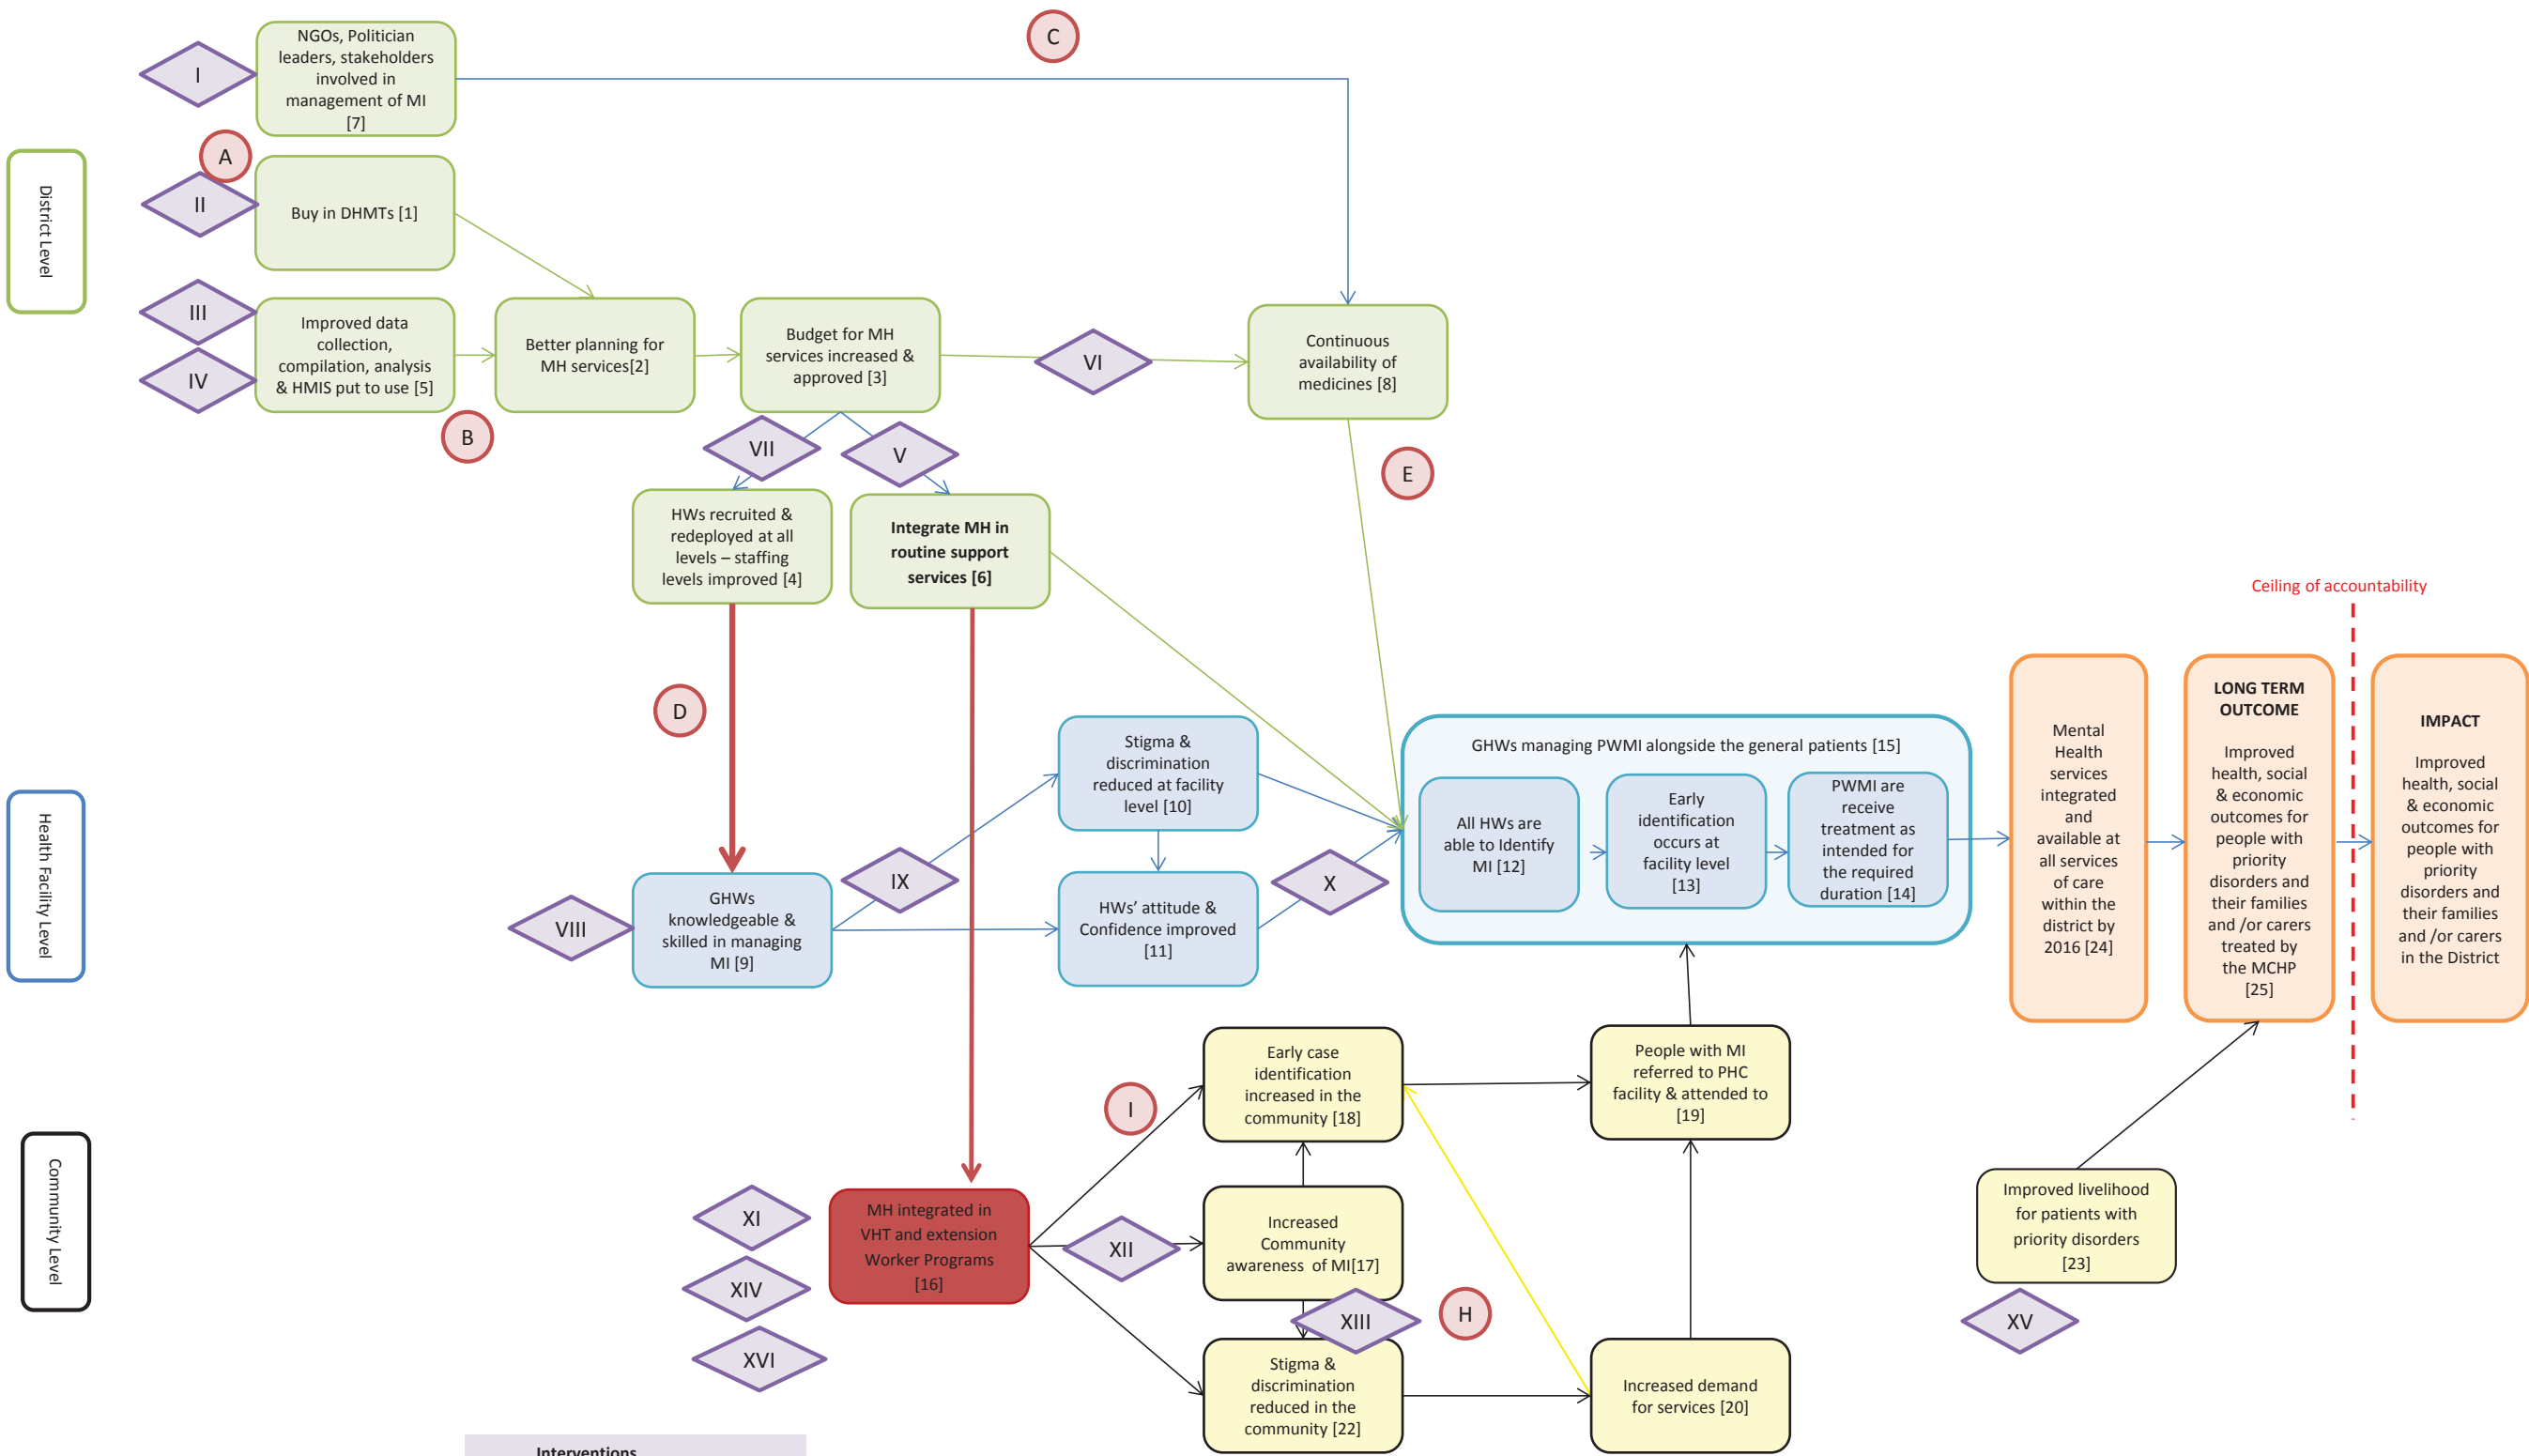 C
I
NGOs, Politician
leaders, stakeholders
involved in
management of MI
[7]
A
District Level
II
Buy in DHMTs [1]
III
IV
Improved data
collection,
compilation, analysis
& HMIS put to use [5]
Better planning for
MH services[2]
Budget for MH
services increased &
approved [3]
VI
Continuous
availability of
medicines [8]
B
VII
V
E
HWs recruited &
redeployed at all
levels – staffing
levels improved [4]
Integrate MH in
routine support
services [6]
Ceiling of accountability
D
Health Facility Level
VIII
GHWs
knowledgeable &
skilled in managing
MI [9]
IX
Stigma &
discrimination
reduced at facility
level [10]
HWs’ attitude &
Confidence improved
[11]
X
GHWs managing PWMI alongside the general patients [15]
All HWs are
able to Identify
MI [12]
Early
identification
occurs at
facility level
[13]
PWMI are
receive
treatment as
intended for
the required
duration [14]
Mental
Health
services
integrated
and
available at
all services
of care
within the
district by
2016 [24]
LONG TERM
OUTCOME
Improved
health, social
& economic
outcomes for
people with
priority
disorders and
their families
and /or carers
treated by
the MCHP
[25]
IMPACT
Improved
health, social
& economic
outcomes for
people with
priority
disorders and
their families
and /or carers
in the District
Community Level
XI
XIV
XVI
MH integrated in
VHT and extension
Worker Programs
[16]
I
XII
Early case
identification
increased in the
community [18]
Increased
Community
awareness of MI[17]
XIII
H
Stigma &
discrimination
reduced in the
community [22]
People with MI
referred to PHC
facility & attended to
[19]
Increased demand
for services [20]
Improved livelihood
for patients with
priority disorders
[23]
XV
Interventions